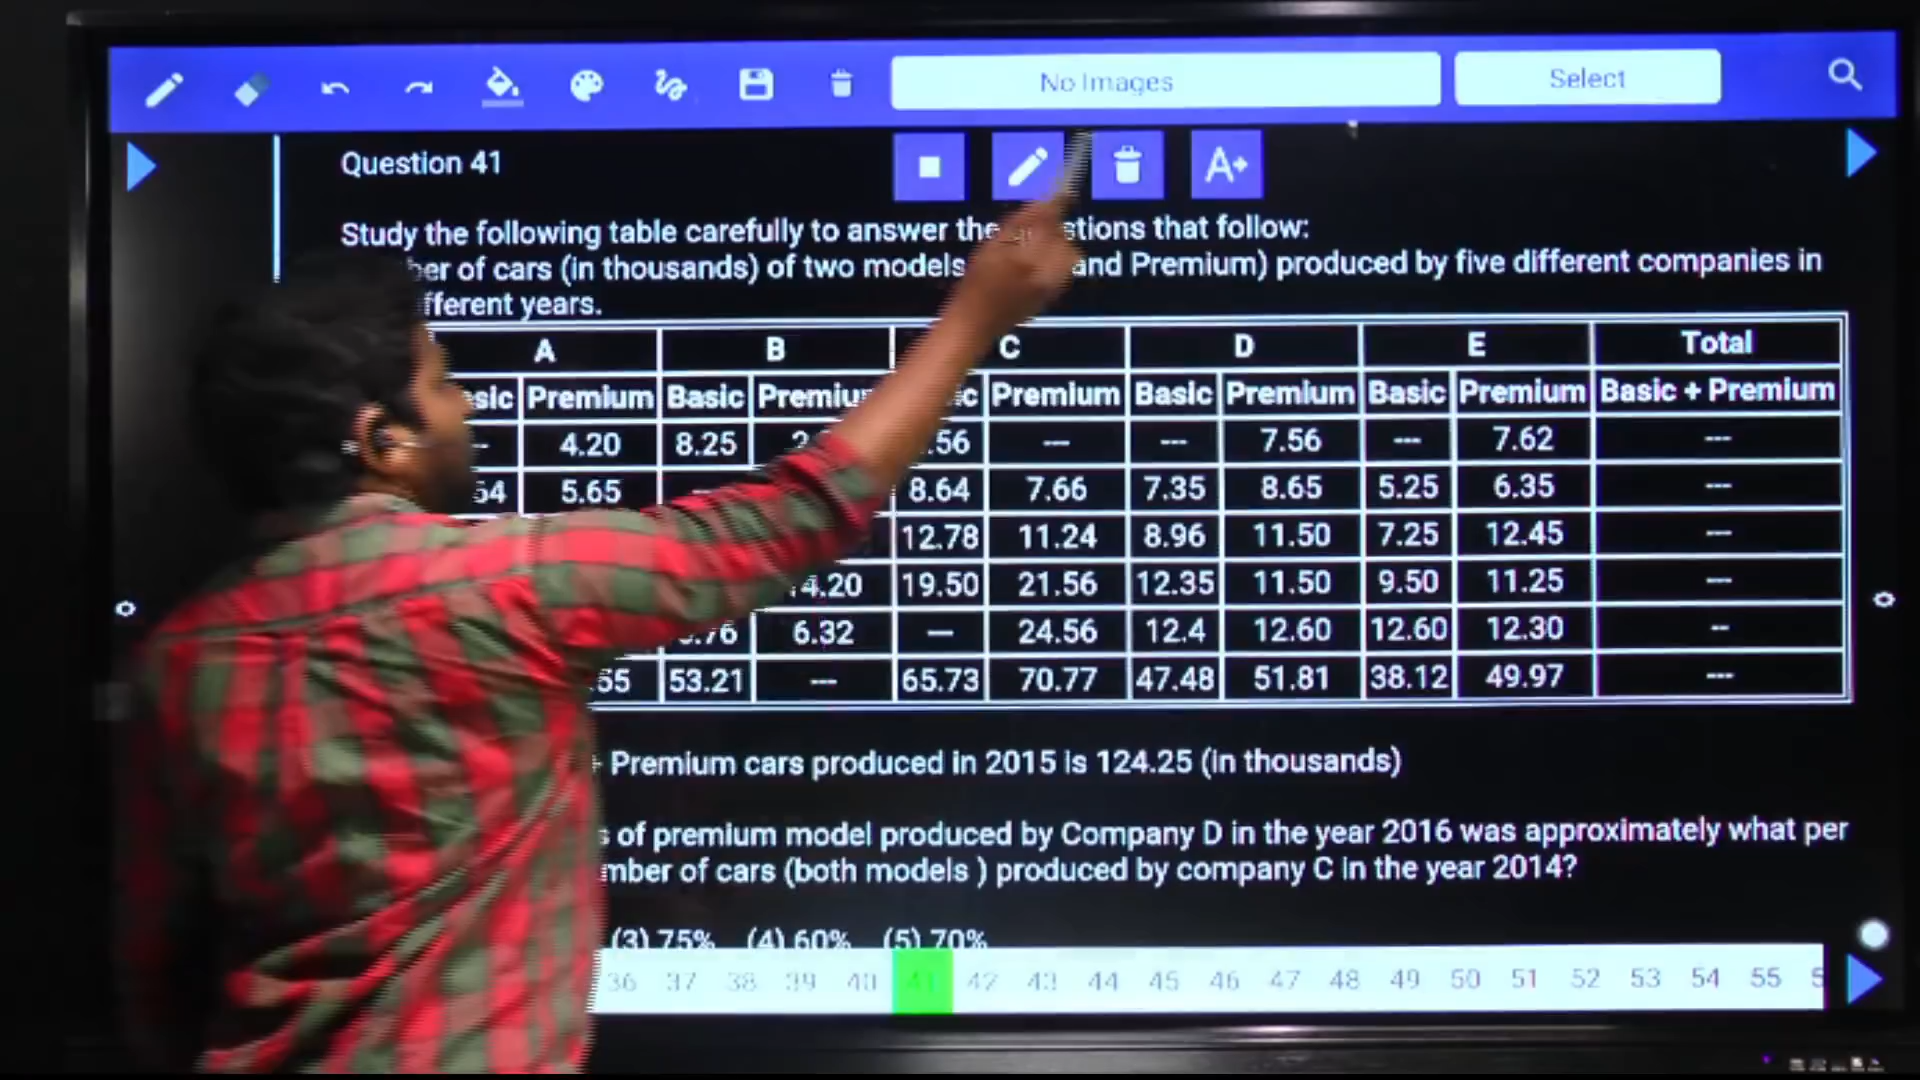 No Images
Select
Question 41
A+
Study the following table carefully to answer the stions that follow:
ber of cars (in thousands) of two models and Premium) produced by five different companies in
fferent years.
A B C D E Total
sic Premium Basic Premiu c Premium Basic Premium Basic Premium Basic + Premium
-- 4.20 8.25 .56 --- --- 7.56 --- 7.62 ---
54 5.65 8.64 7.66 7.35 8.65 5.25 6.35 ---
12.78 11.24 8.96 11.50 7.25 12.45 ---
4.20 19.50 21.56 12.35 11.50 9.50 11.25 ---
.76 6.32 — 24.56 12.4 12.60 12.60 12.30 --
.55 53.21 --- 65.73 70.77 47.48 51.81 38.12 49.97 ---
+ Premium cars produced in 2015 is 124.25 (in thousands)
s of premium model produced by Company D in the year 2016 was approximately what per
mber of cars (both models ) produced by company C in the year 2014?
(3) 75% (4) 60% (5) 70%
36 37 38 39 40 41 42 43 44 45 46 47 48 49 50 51 52 53 54 55 5